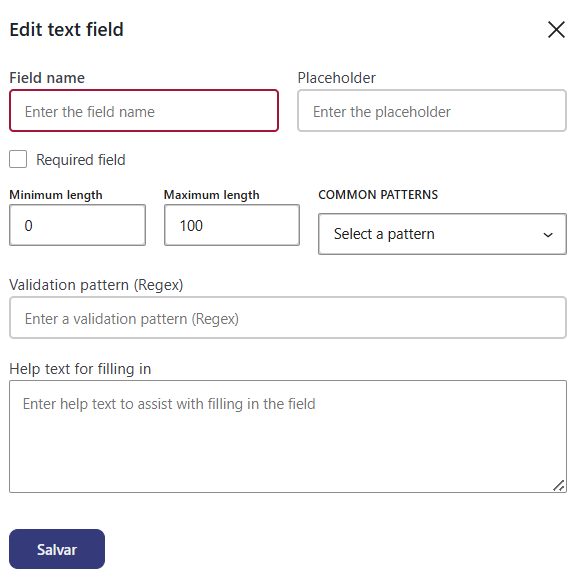 Edit text field
Field name
Placeholder
Enter the field name
Enter the placeholder
Required field
Minimum length
Maximum length
COMMON PATTERNS
0
100
Select a pattern
Validation pattern (Regex)
Enter a validation pattern (Regex)
Help text for filling in
Enter help text to assist with filling in the field
Salvar